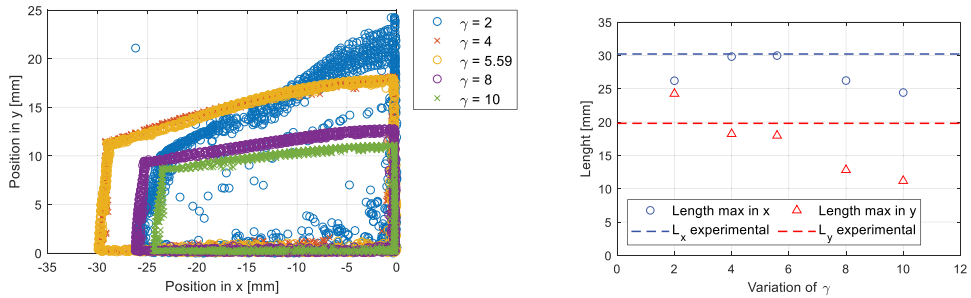 25
20
15
10
5
0
Position in y [mm]
-35 -30 -25 -20 -15 -10 -5 0
Position in x [mm]
γ = 2
γ = 4
γ = 5.59
γ = 8
γ = 10
35
30
25
20
15
10
5
0
Lenght [mm]
Length max in x
Length max in y
Lx experimental
Ly experimental
0 2 4 6 8 10 12
Variation of γ